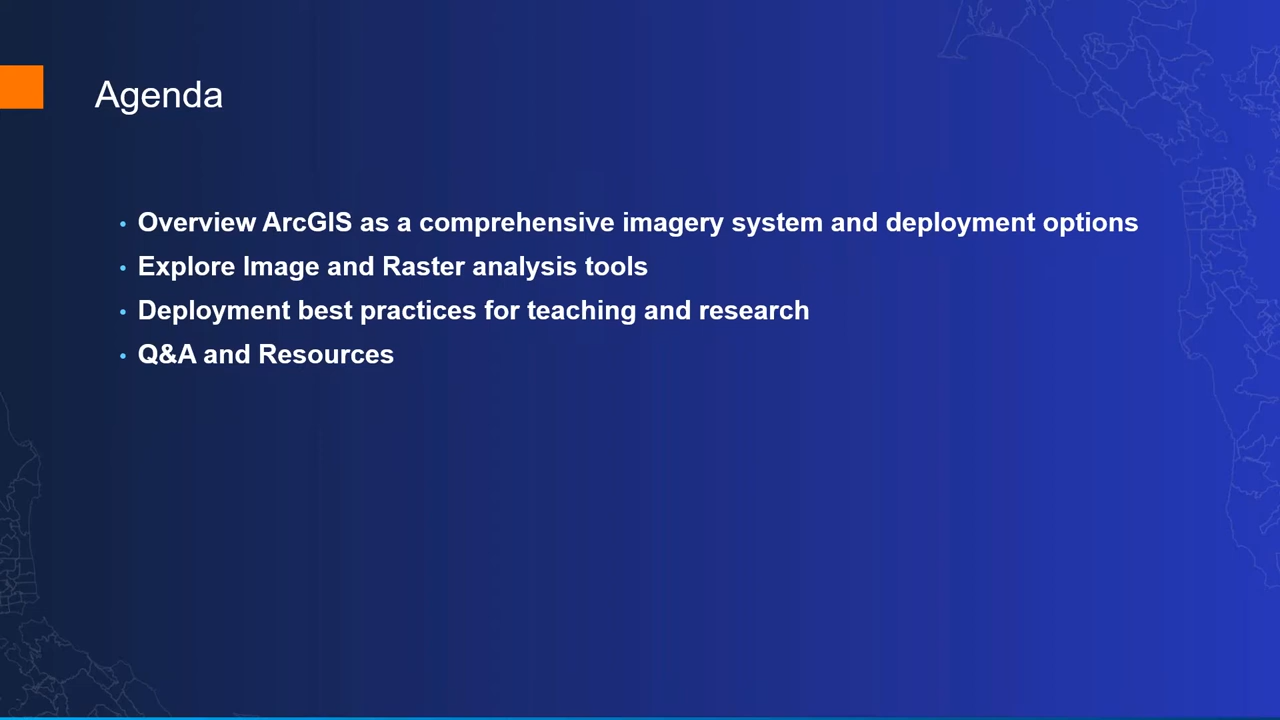 Agenda
• Overview ArcGIS as a comprehensive imagery system and deployment options
• Explore Image and Raster analysis tools
• Deployment best practices for teaching and research
• Q&A and Resources